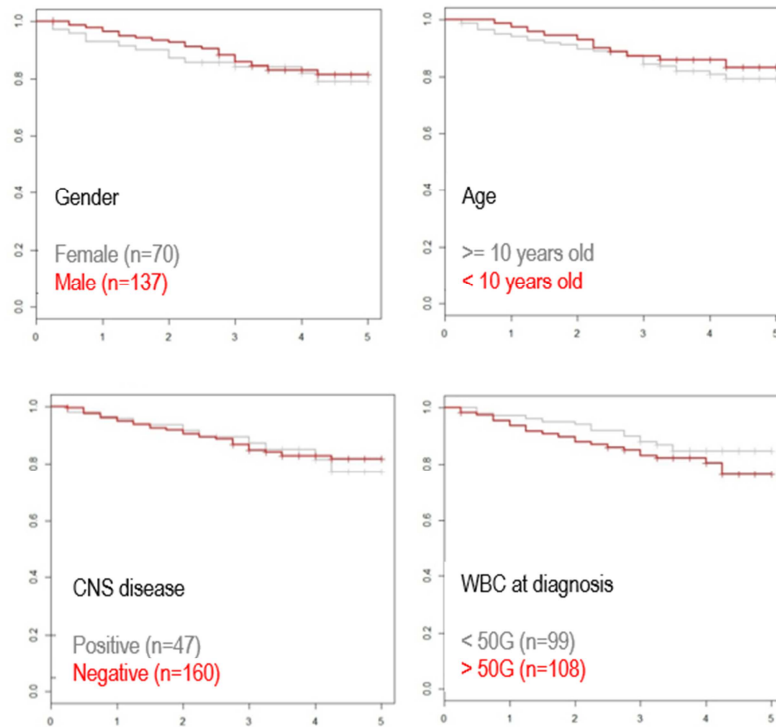 1.0
0.8
0.6
0.4
0.2
0.0
Gender
Female (n=70)
Male (n=137)
0 1 2 3 4 5
1.0
0.8
0.6
0.4
0.2
0.0
Age
>= 10 years old
< 10 years old
0 1 2 3 4 5
1.0
0.8
0.6
0.4
0.2
0.0
CNS disease
Positive (n=47)
Negative (n=160)
0 1 2 3 4 5
1.0
0.8
0.6
0.4
0.2
0.0
WBC at diagnosis
< 50G (n=99)
> 50G (n=108)
0 1 2 3 4 5